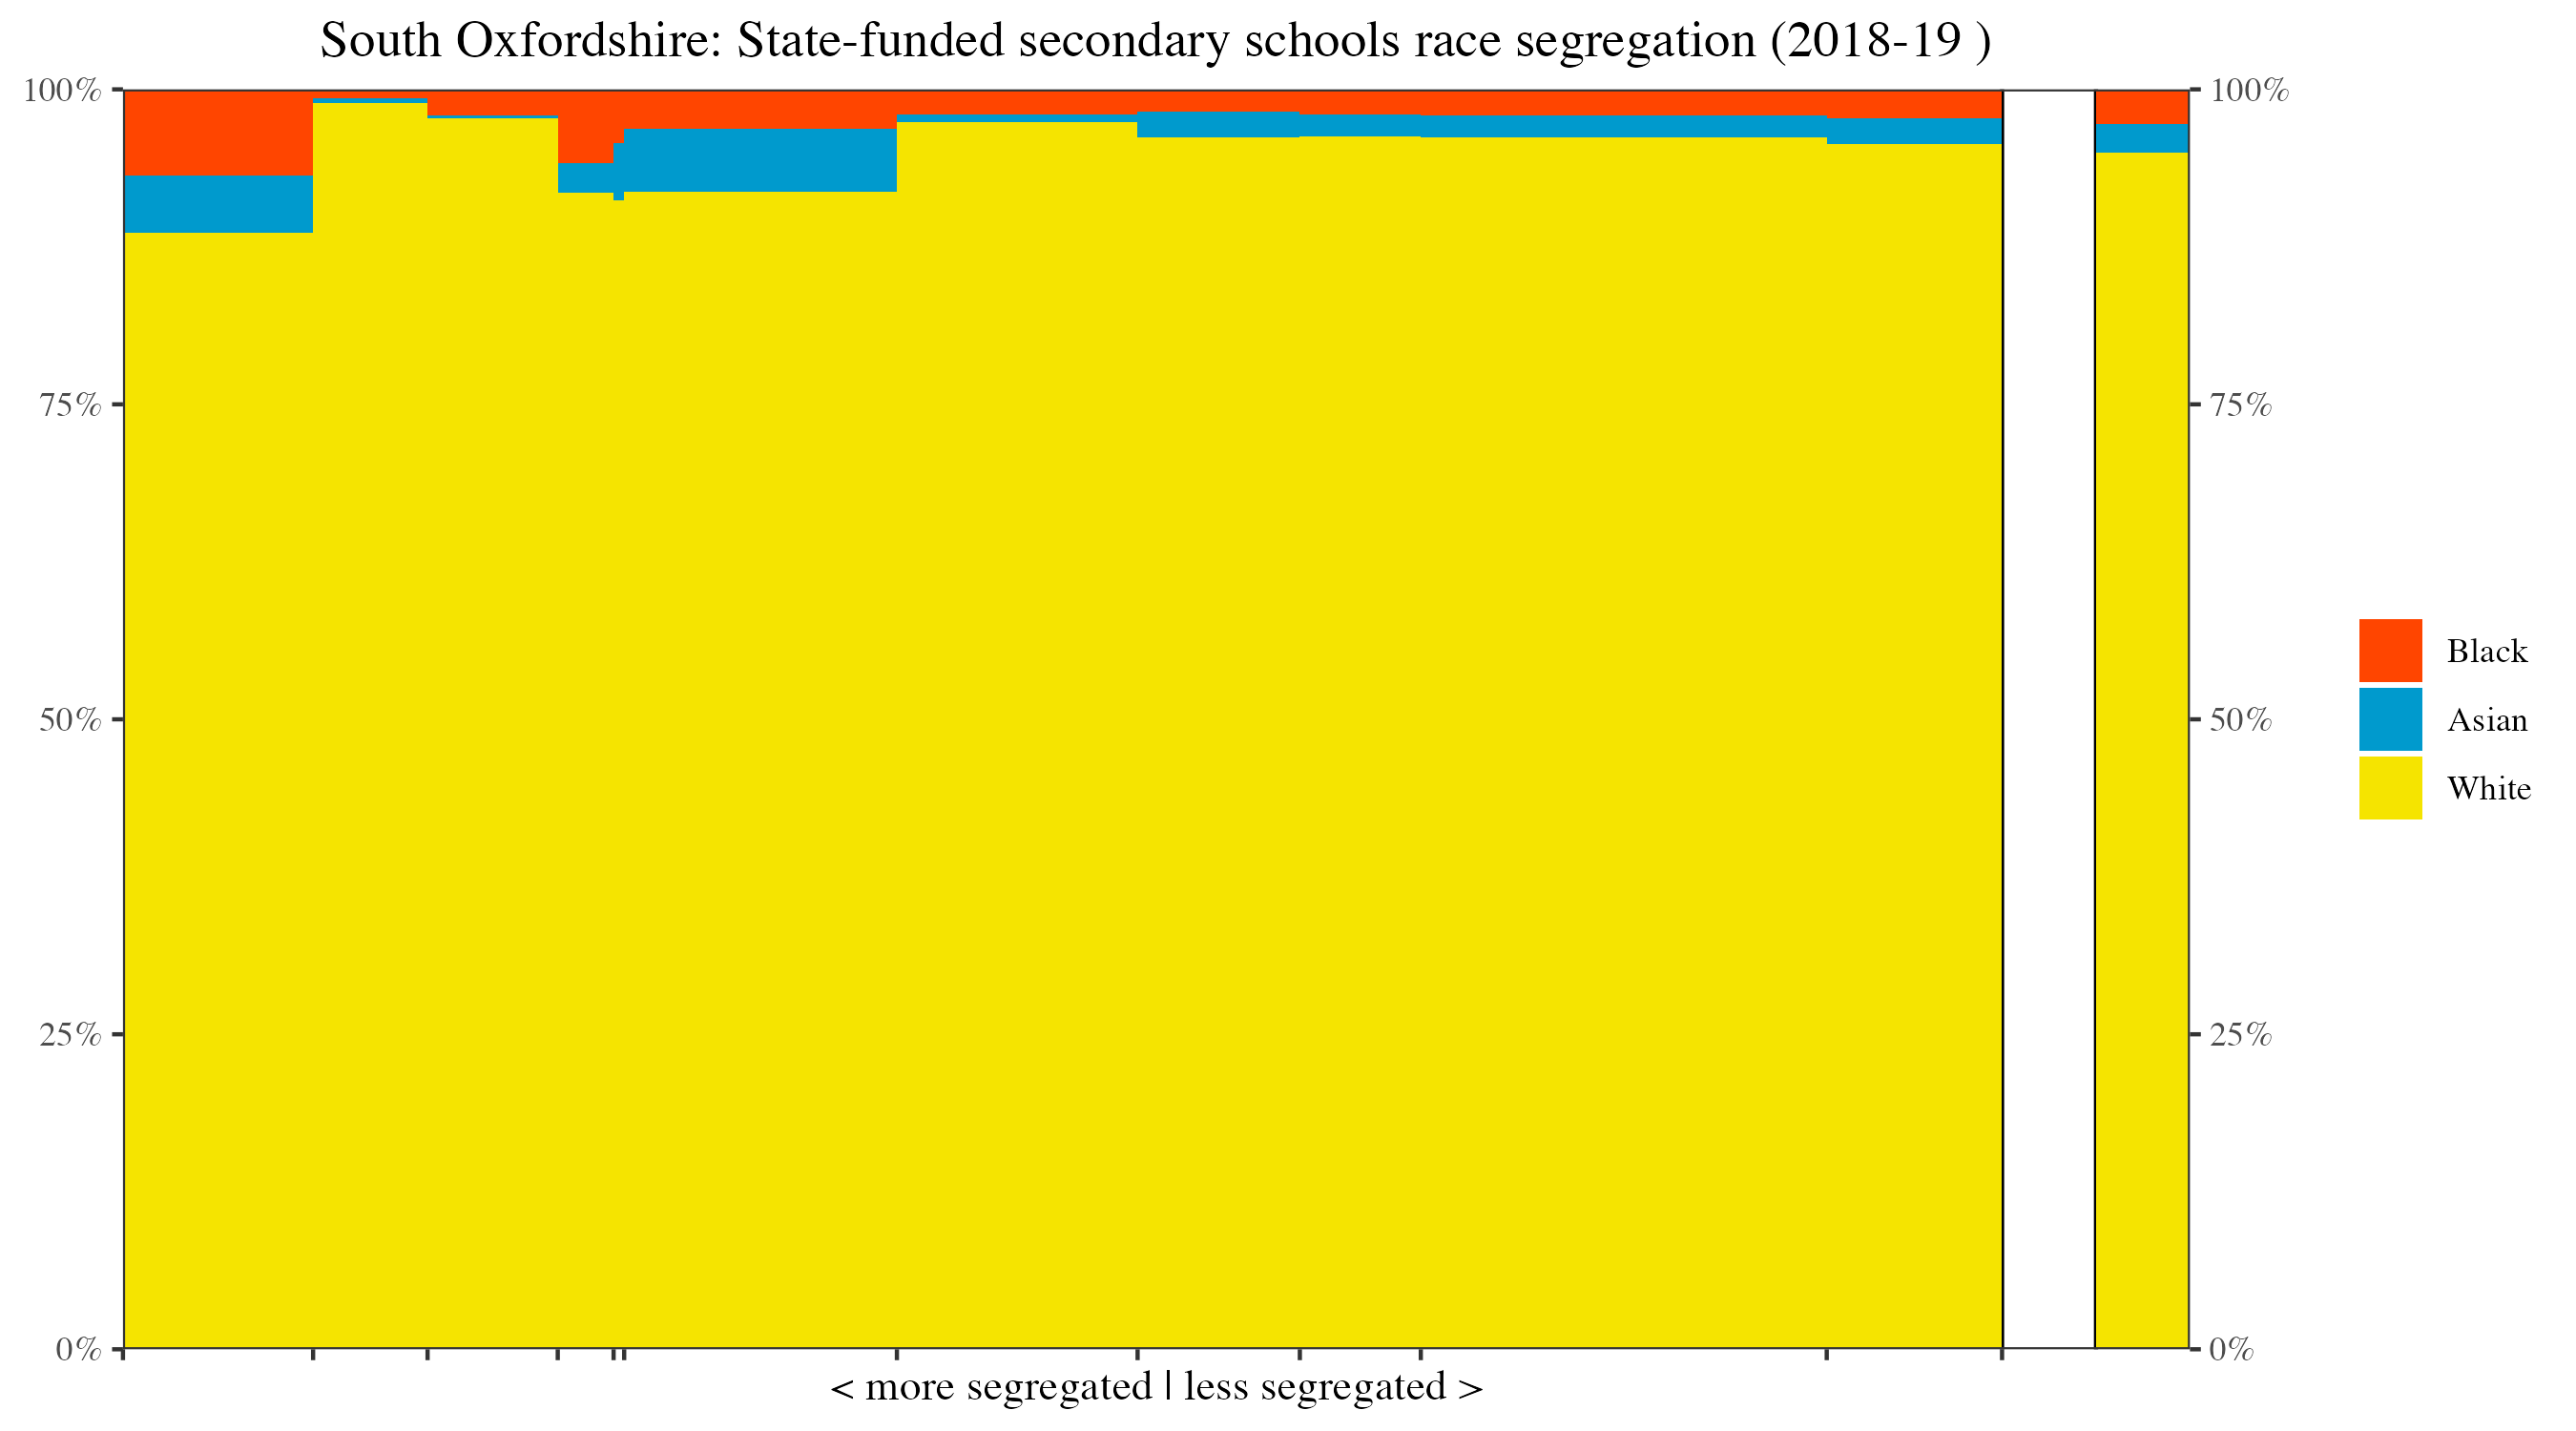 South Oxfordshire: State-funded secondary schools race segregation (2018-19 )
100%
75%
50%
25%
0%
100%
75%
50%
25%
0%
Black
Asian
White
< more segregated | less segregated >